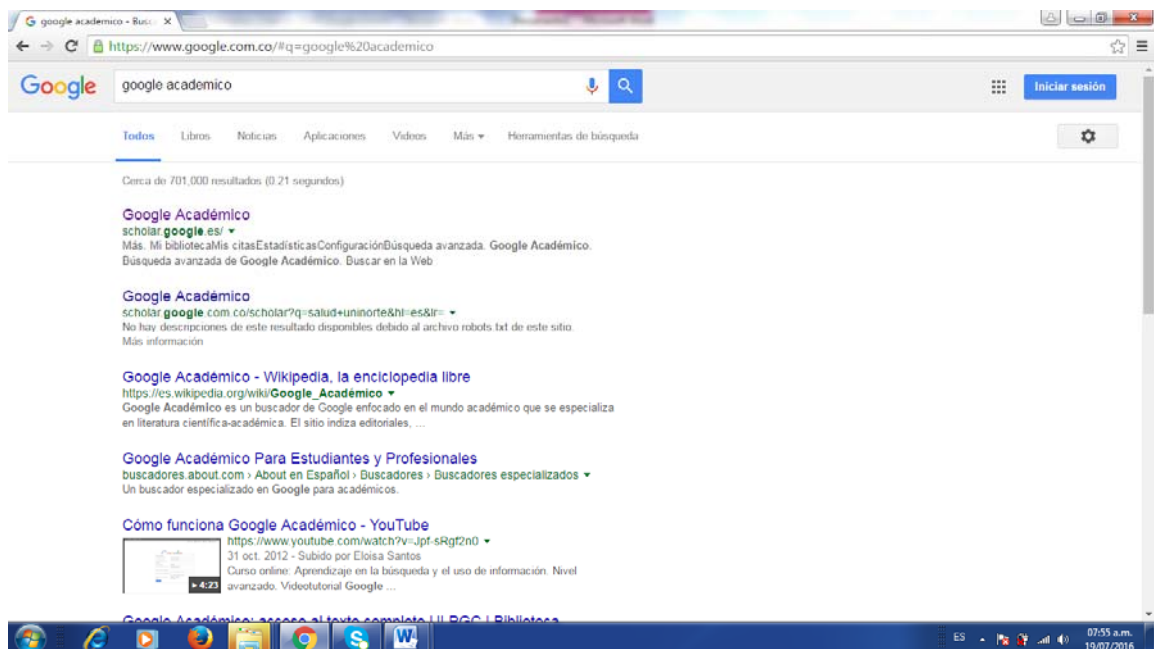 google academico - Busc
https://www.google.com.co/#q=google%20academico
Google
google academico
Iniciar sesión
Todos Libros Noticias Aplicaciones Videos Más Herramientas de búsqueda
Cerca de 701,000 resultados (0.21 segundos)
Google Académico
scholar.google.es/
Más. Mi bibliotecaMis citasEstadísticasConfiguraciónBúsqueda avanzada. Google Académico.
Búsqueda avanzada de Google Académico. Buscar en la Web
Google Académico
scholar.google.com.co/scholar?q=salud+uninorte&hl=es&lr=
No hay descripciones de este resultado disponibles debido al archivo robots.txt de este sitio.
Más información
Google Académico - Wikipedia, la enciclopedia libre
https://es.wikipedia.org/wiki/Google_Académico
Google Académico es un buscador de Google enfocado en el mundo académico que se especializa
en literatura científica-académica. El sitio indiza editoriales, ...
Google Académico Para Estudiantes y Profesionales
buscadores.about.com › About en Español › Buscadores › Buscadores especializados
Un buscador especializado en Google para académicos.
Cómo funciona Google Académico - YouTube
https://www.youtube.com/watch?v=Jpf-sRgf2n0
31 oct. 2012 - Subido por Eloisa Santos
Curso online: Aprendizaje en la búsqueda y el uso de información. Nivel
4:23
avanzado. Videotutorial Google ...
Google Académico: acceso al texto completo ULPGC | Biblioteca
ES
07:55 a.m.
19/07/2016